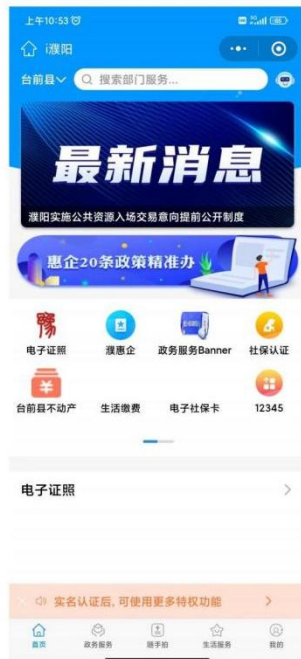 上午10:53
i濮阳
台前县
搜索部门服务...
最新消息
濮阳实施公共资源入场交易意向提前公开制度
惠企20条政策精准办
豫
电子证照 濮惠企 政务服务Banner 社保认证
台前县不动产 生活缴费 电子社保卡 12345
电子证照
实名认证后, 可使用更多特权功能
首页 政务服务 随手拍 生活服务 我的